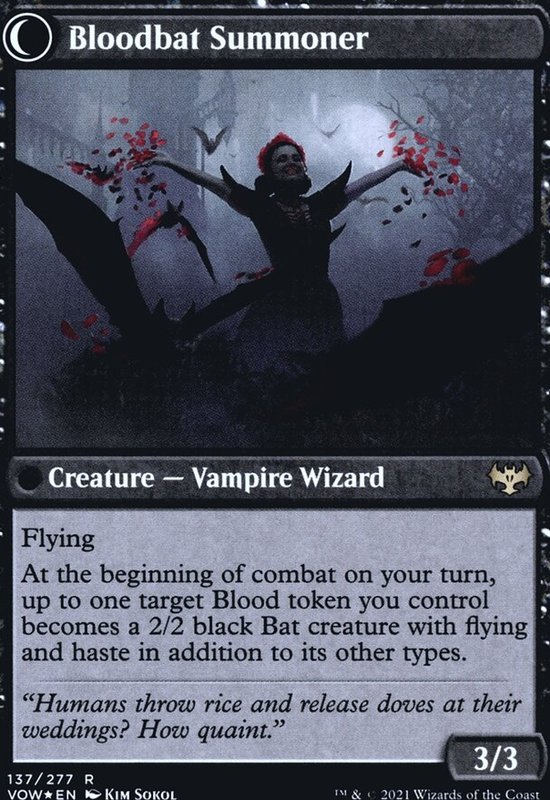 Bloodbat Summoner
Creature — Vampire Wizard
Flying
At the beginning of combat on your turn,
up to one target Blood token you control
becomes a 2/2 black Bat creature with flying
and haste in addition to its other types.
“Humans throw rice and release doves at their
weddings? How quaint.”
3/3
137/277 R
VOW★EN Kim Sokol
™ & © 2021 Wizards of the Coast